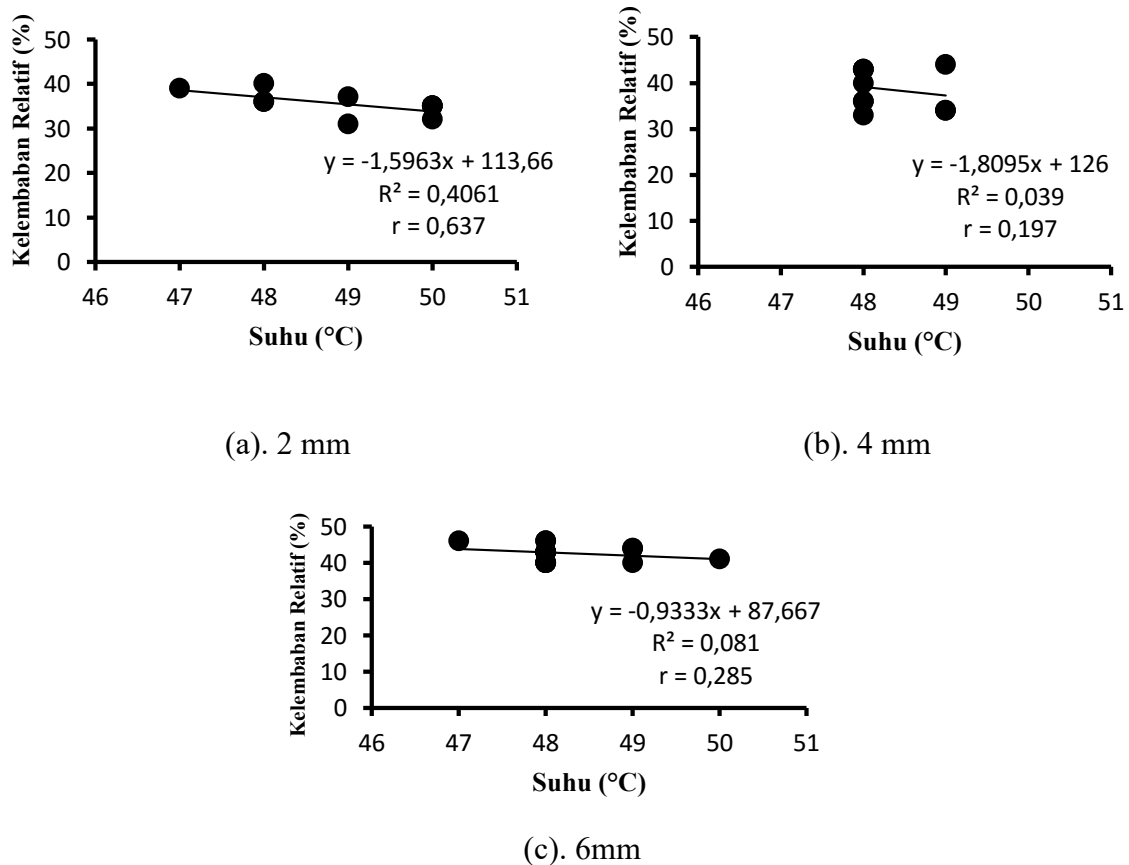 Kelembaban Relatif (%)
50
40
30
20
10
0
y = -1,5963x + 113,66
R² = 0,4061
r = 0,637
46 47 48 49 50 51
Suhu (°C)
(a). 2 mm
Kelembaban Relatif (%)
50
40
30
20
10
0
y = -1,8095x + 126
R² = 0,039
r = 0,197
46 47 48 49 50 51
Suhu (°C)
(b). 4 mm
Kelembaban Relatif (%)
50
40
30
20
10
0
y = -0,9333x + 87,667
R² = 0,081
r = 0,285
46 47 48 49 50 51
Suhu (°C)
(c). 6mm